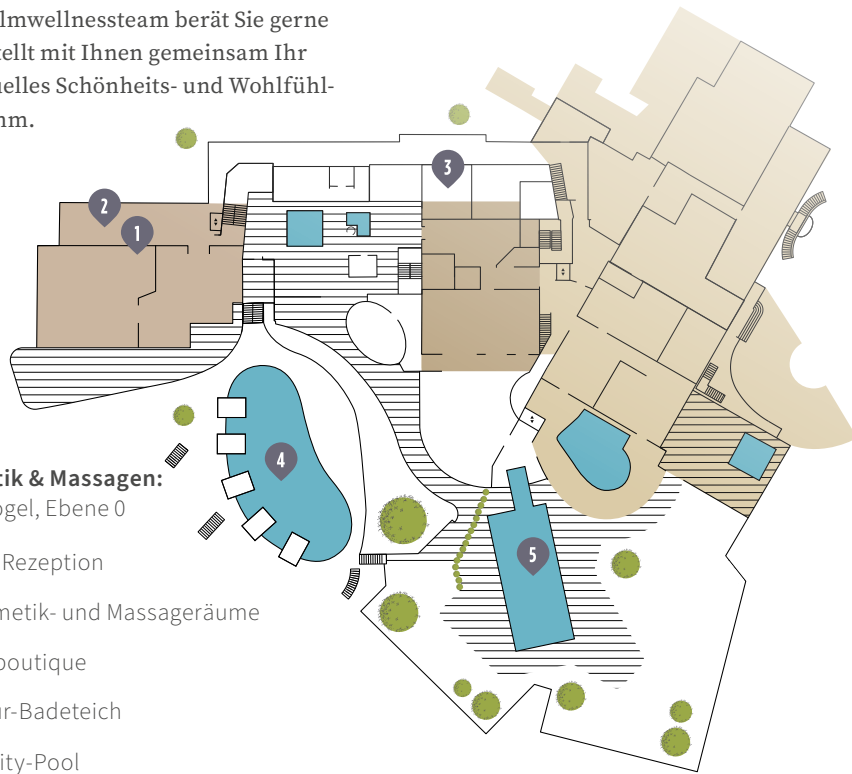 lmwellnessteam berät Sie gerne
tellt mit Ihnen gemeinsam Ihr
uelles Schönheits- und Wohlfühl-
mm.
3
2
1
4
5
tik & Massagen:
ogel, Ebene 0
Rezeption
metik- und Massageräume
boutique
ur-Badeteich
ity-Pool